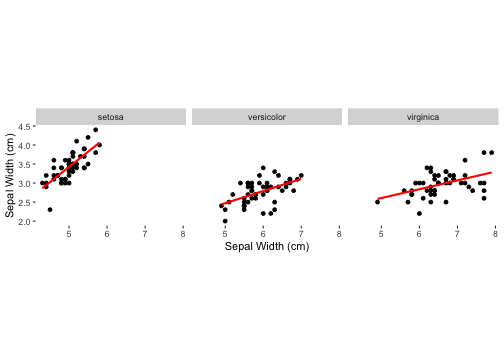 setosa
versicolor
virginica
4.5
4.0
3.5
3.0
2.5
2.0
Sepal Width (cm)
5 6 7 8
5 6 7 8
5 6 7 8
Sepal Width (cm)